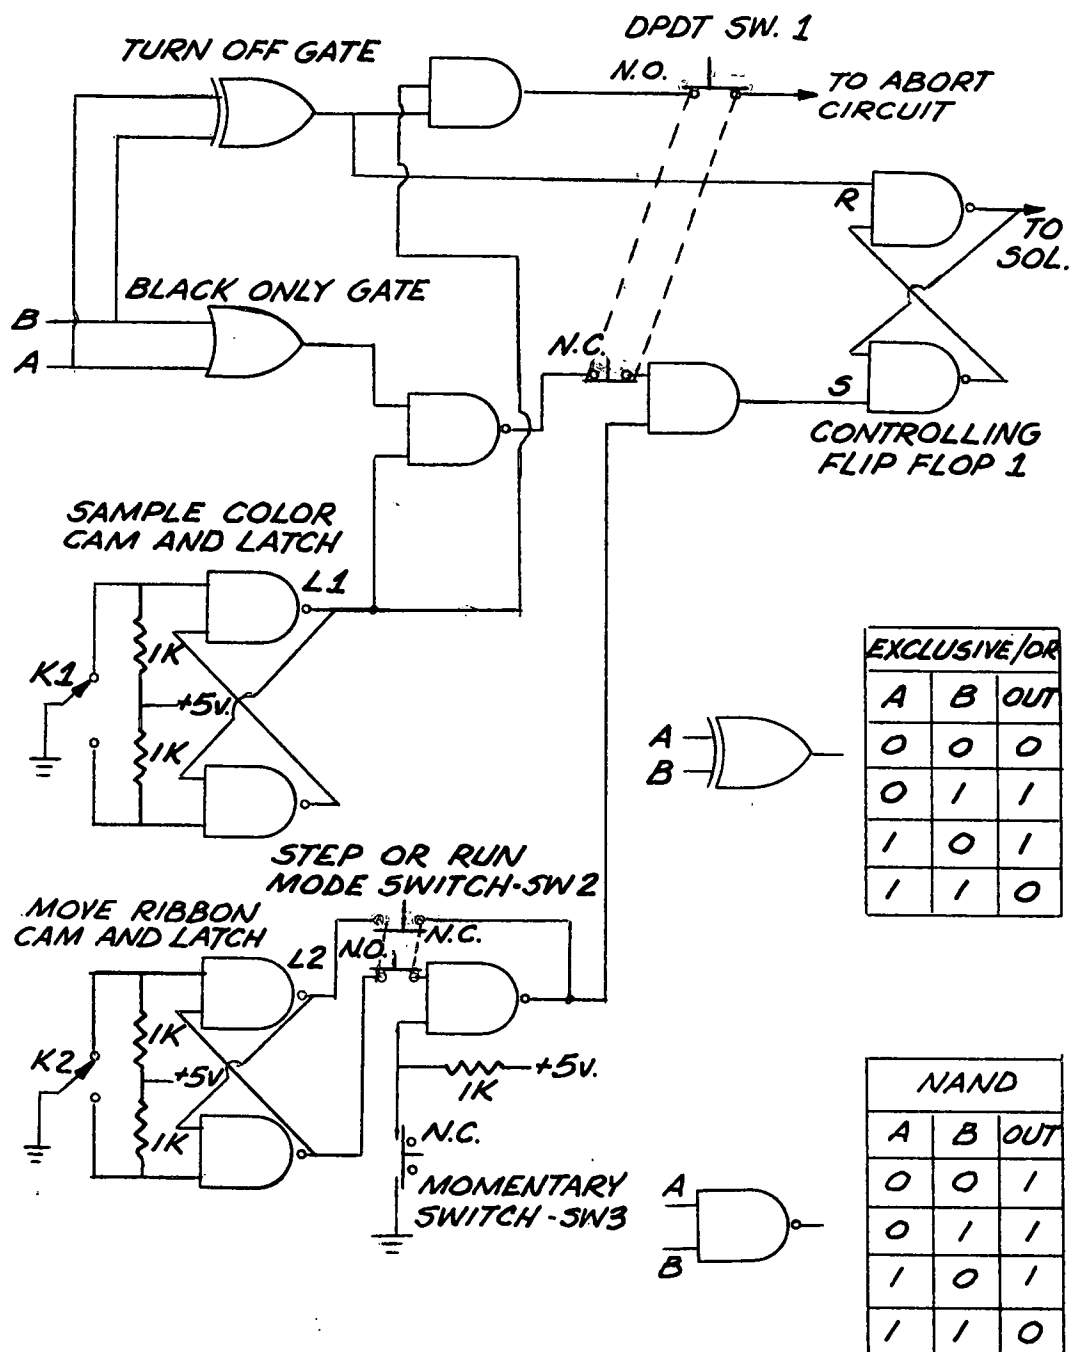 DPDT SW. 1
TURN OFF GATE
N.O.
TO ABORT
CIRCUIT
R
TO
SOL.
BLACK ONLY GATE
B
A
N.C.
S
CONTROLLING
FLIP FLOP 1
SAMPLE COLOR
CAM AND LATCH
L1
1K
K1
+5v.
1K
EXCLUSIVE/OR
A B OUT
0 0 0
0 1 1
1 0 1
1 1 0
A
B
STEP OR RUN
MODE SWITCH-SW2
MOVE RIBBON
CAM AND LATCH
N.C.
N.O.
L2
1K
K2
+5v
1K
+5v.
1K
N.C.
MOMENTARY
SWITCH-SW3
A
B
NAND
A B OUT
0 0 1
0 1 1
1 0 1
1 1 0